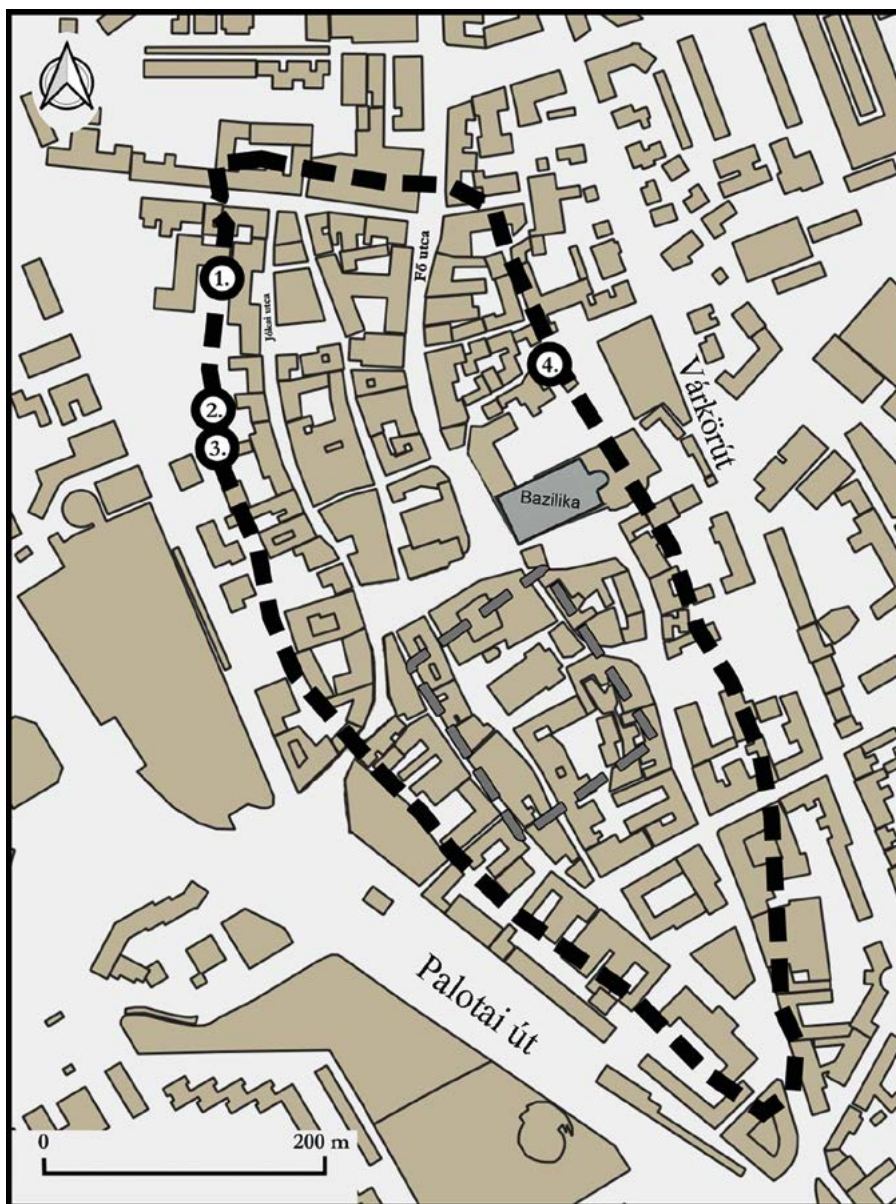 1.
Fő utca
Jókai utca
4.
Várkörút
2.
3.
Bazilika
Palotai út
0
200 m